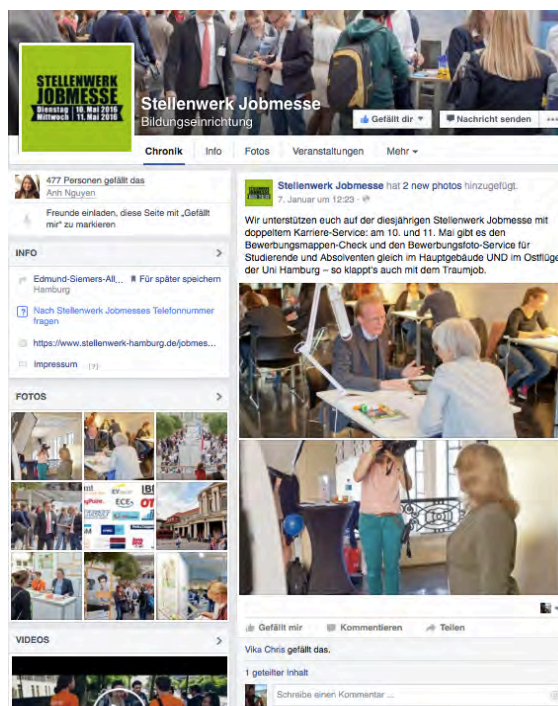 STELLENWERK
JOBMESSE
Dienstag | 10. Mai 2016
Mittwoch | 11. Mai 2016
Stellenwerk Jobmesse
Bildungseinrichtung
Gefällt dir
Nachricht senden
Chronik Info Fotos Veranstaltungen Mehr
477 Personen gefällt das
Anh Nguyen
Freunde einladen, diese Seite mit „Gefällt
mir“ zu markieren
INFO
Edmund-Siemers-All... Für später speichern
Hamburg
Nach Stellenwerk Jobmesses Telefonnummer
fragen
https://www.stellenwerk-hamburg.de/jobmes...
Impressum [?]
FOTOS
EY
ECE
VIDEOS
Stellenwerk Jobmesse hat 2 new photos hinzugefügt.
7. Januar um 12:23
Wir unterstützen euch auf der diesjährigen Stellenwerk Jobmesse mit
doppeltem Karriere-Service: am 10. und 11. Mai gibt es den
Bewerbungsmappen-Check und den Bewerbungsfoto-Service für
Studierende und Absolventen gleich im Hauptgebäude UND im Ostflüge
der Uni Hamburg – so klappt's auch mit dem Traumjob.
Gefällt mir Kommentieren Teilen
Vika Chris gefällt das.
1 geteilter Inhalt
Schreibe einen Kommentar ...